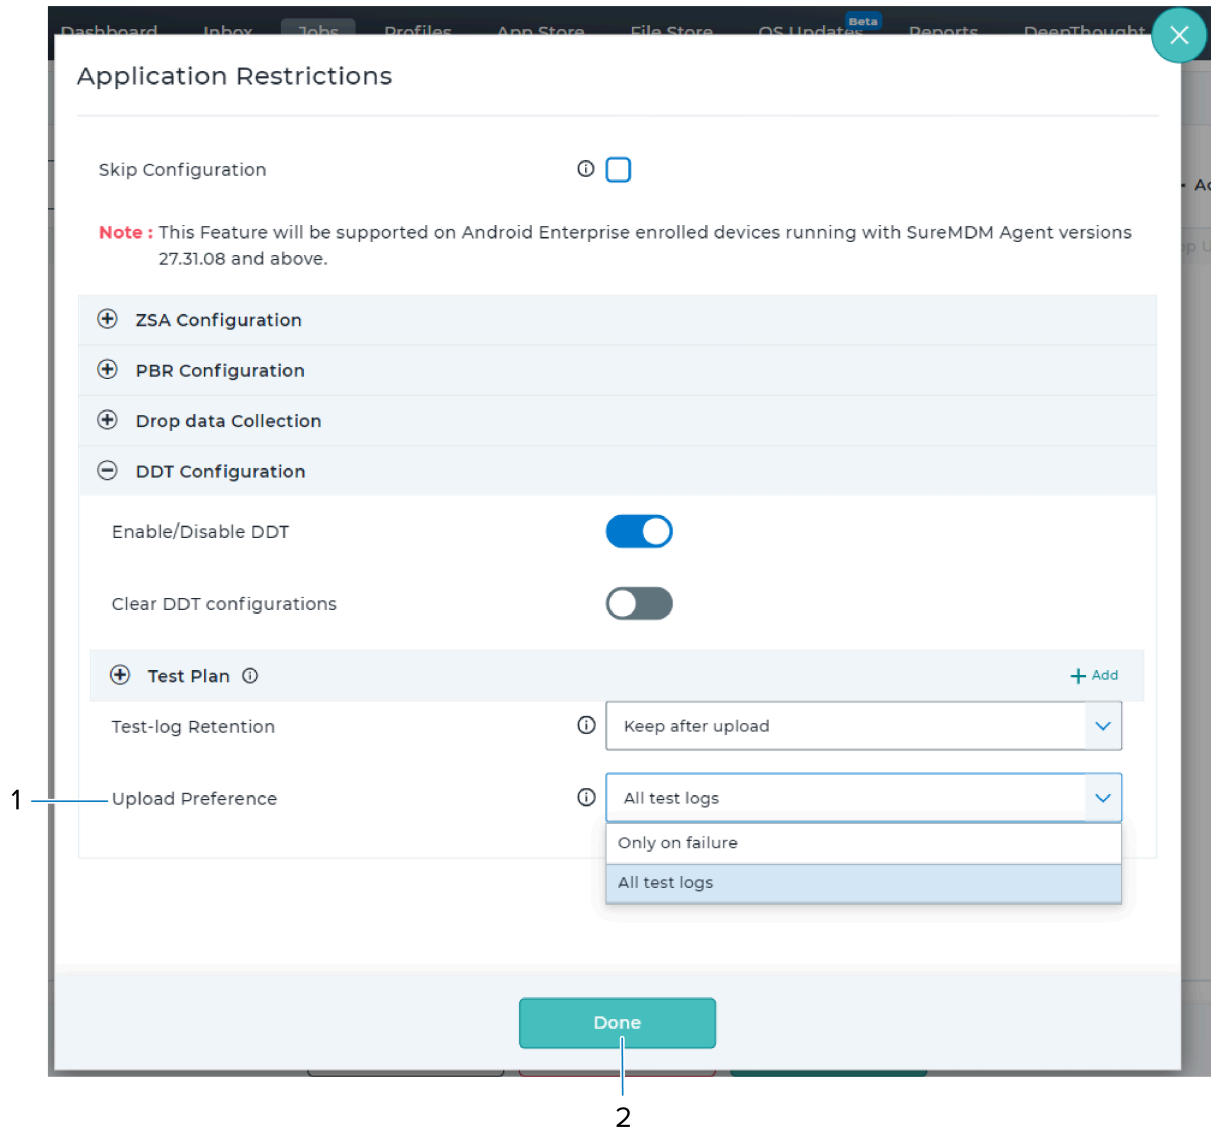 Dashboard Inbox Jobs Profiles App Store File Store OS Updates Beta Reports DeepThought
Application Restrictions
Skip Configuration
Note : This Feature will be supported on Android Enterprise enrolled devices running with SureMDM Agent versions
27.31.08 and above.
ZSA Configuration
PBR Configuration
Drop data Collection
DDT Configuration
Enable/Disable DDT
Clear DDT configurations
Test Plan + Add
Test-log Retention Keep after upload
1 Upload Preference All test logs
Only on failure
All test logs
Done
2